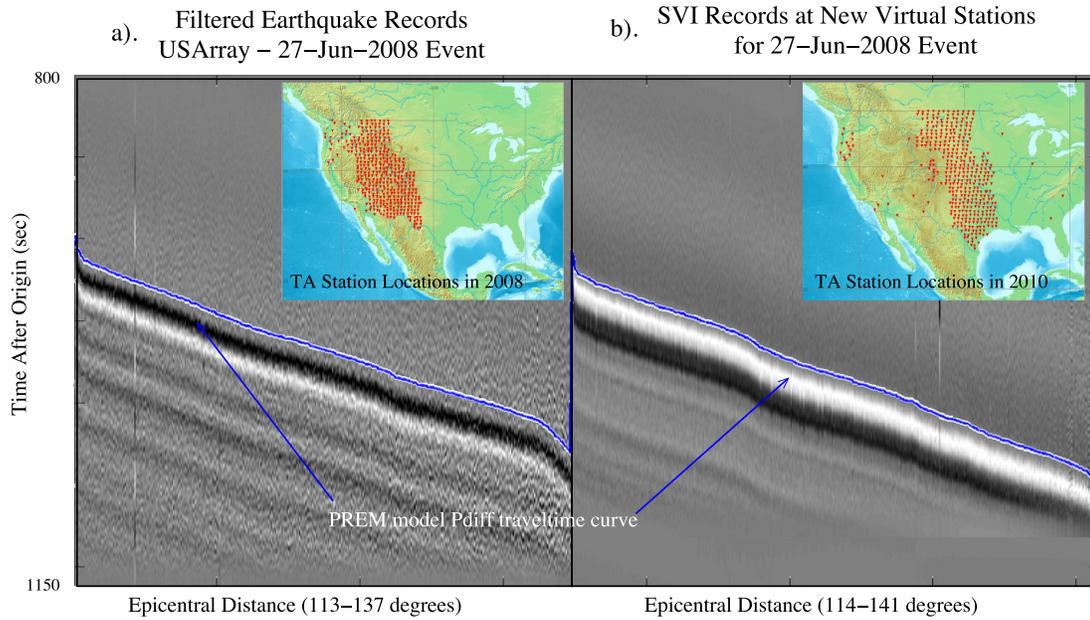 a). Filtered Earthquake Records
USArray − 27−Jun−2008 Event
b). SVI Records at New Virtual Stations
for 27−Jun−2008 Event
800
Time After Origin (sec)
1150
TA Station Locations in 2008
TA Station Locations in 2010
PREM model Pdiff traveltime curve
Epicentral Distance (113−137 degrees)
Epicentral Distance (114−141 degrees)